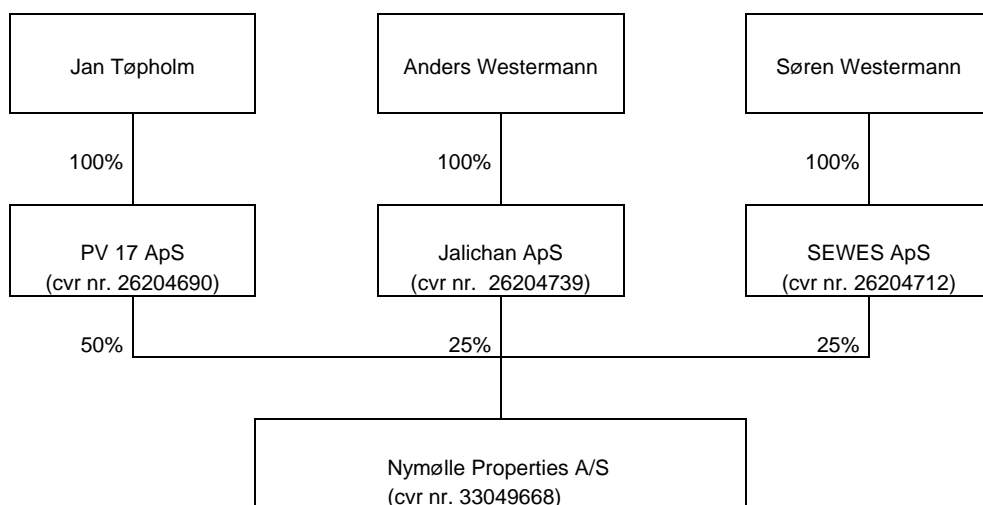 Jan Tøpholm
Anders Westermann
Søren Westermann
100%
100%
100%
PV 17 ApS
(cvr nr. 26204690)
Jalichan ApS
(cvr nr.  26204739)
SEWES ApS
(cvr nr. 26204712)
50%
25%
25%
Nymølle Properties A/S
(cvr nr. 33049668)